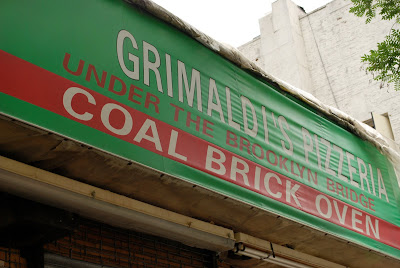 GRIMALDI'S PIZZERIA
UNDER THE BROOKLYN BRIDGE
COAL BRICK OVEN